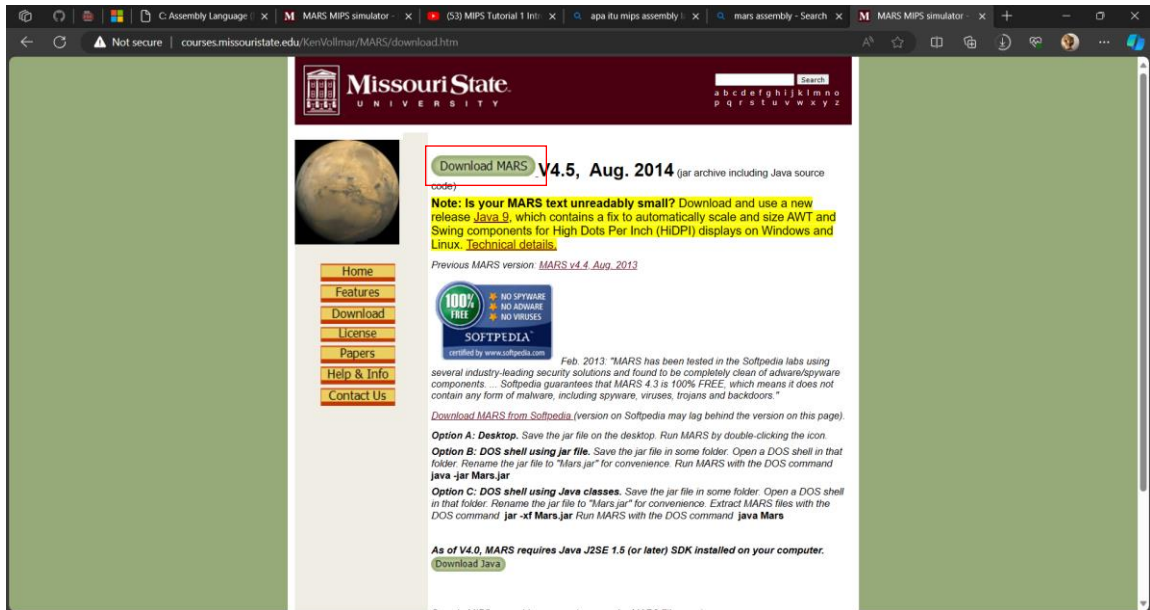 C: Assembly Language
MARS MIPS simulator -
(53) MIPS Tutorial 1 Intr
apa itu mips assembly l
mars assembly - Search
MARS MIPS simulator -
Not secure | courses.missouristate.edu/KenVollmar/MARS/download.htm
Missouri State
UNIVERSITY
Search
a b c d e f g h i j k l m n o
p q r s t u v w x y z
Download MARS V4.5, Aug. 2014 (jar archive including Java source
code)
Note: Is your MARS text unreadably small? Download and use a new
release Java 9, which contains a fix to automatically scale and size AWT and
Swing components for High Dots Per Inch (HiDPI) displays on Windows and
Linux. Technical details.
Previous MARS version: MARS v4.4, Aug. 2013
Home
Features
Download
License
Papers
Help & Info
Contact Us
100%
FREE
NO SPYWARE
NO ADWARE
NO VIRUSES
SOFTPEDIA
certified by www.softpedia.com
Feb. 2013: "MARS has been tested in the Softpedia labs using
several industry-leading security solutions and found to be completely clean of adware/spyware
components. ... Softpedia guarantees that MARS 4.3 is 100% FREE, which means it does not
contain any form of malware, including spyware, viruses, trojans and backdoors."
Download MARS from Softpedia (version on Softpedia may lag behind the version on this page).
Option A: Desktop. Save the jar file on the desktop. Run MARS by double-clicking the icon.
Option B: DOS shell using jar file. Save the jar file in some folder. Open a DOS shell in that
folder. Rename the jar file to "Mars.jar" for convenience. Run MARS with the DOS command
java -jar Mars.jar
Option C: DOS shell using Java classes. Save the jar file in some folder. Open a DOS shell
in that folder. Rename the jar file to "Mars.jar" for convenience. Extract MARS files with the
DOS command jar -xf Mars.jar Run MARS with the DOS command java Mars
As of V4.0, MARS requires Java J2SE 1.5 (or later) SDK installed on your computer.
Download Java